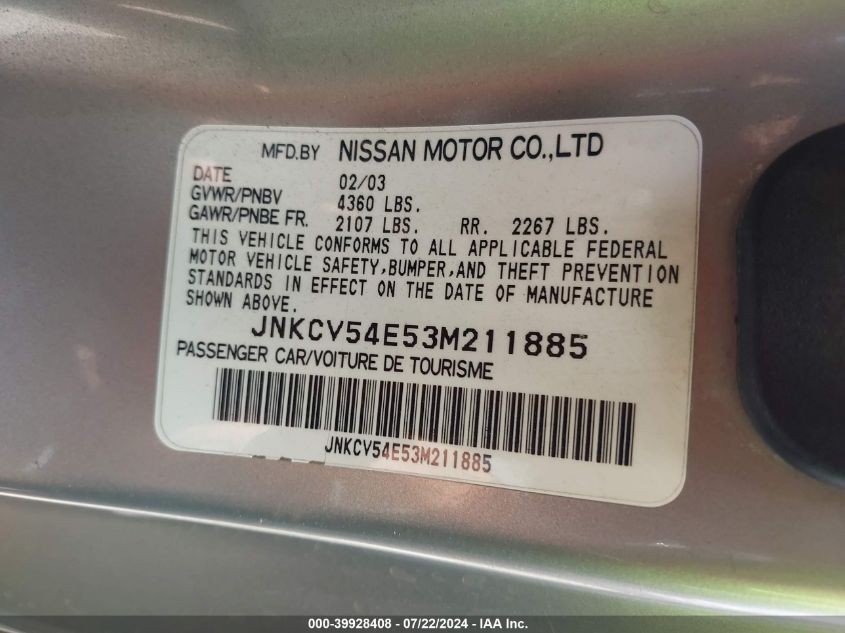 MFD.BY NISSAN MOTOR CO.,LTD
DATE 02/03
GVWR/PNBV 4360 LBS.
GAWR/PNBE FR. 2107 LBS. RR. 2267 LBS.
THIS VEHICLE CONFORMS TO ALL APPLICABLE FEDERAL
MOTOR VEHICLE SAFETY,BUMPER,AND THEFT PREVENTION
STANDARDS IN EFFECT ON THE DATE OF MANUFACTURE
SHOWN ABOVE.
JNKCV54E53M211885
PASSENGER CAR/VOITURE DE TOURISME
JNKCV54E53M211885
000-39928408 - 07/22/2024 - IAA Inc.